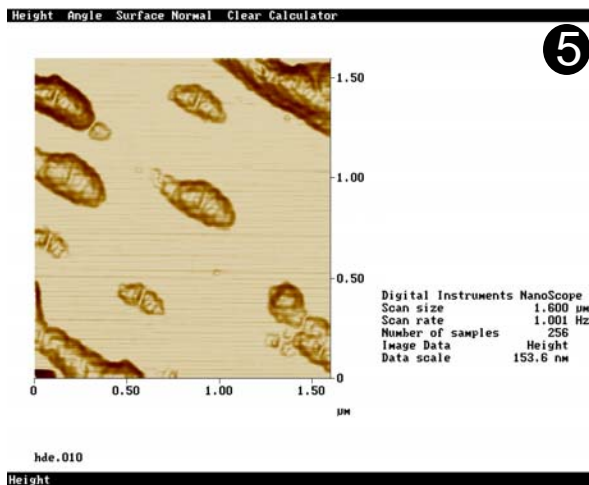 Height Angle Surface Normal Clear Calculator
5
1.50
1.00
0.50
0
0 0.50 1.00 1.50
µM
Digital Instruments NanoScope
Scan size 1.600 µm
Scan rate 1.001 Hz
Number of samples 256
Image Data Height
Data scale 153.6 nm
hde.010
Height